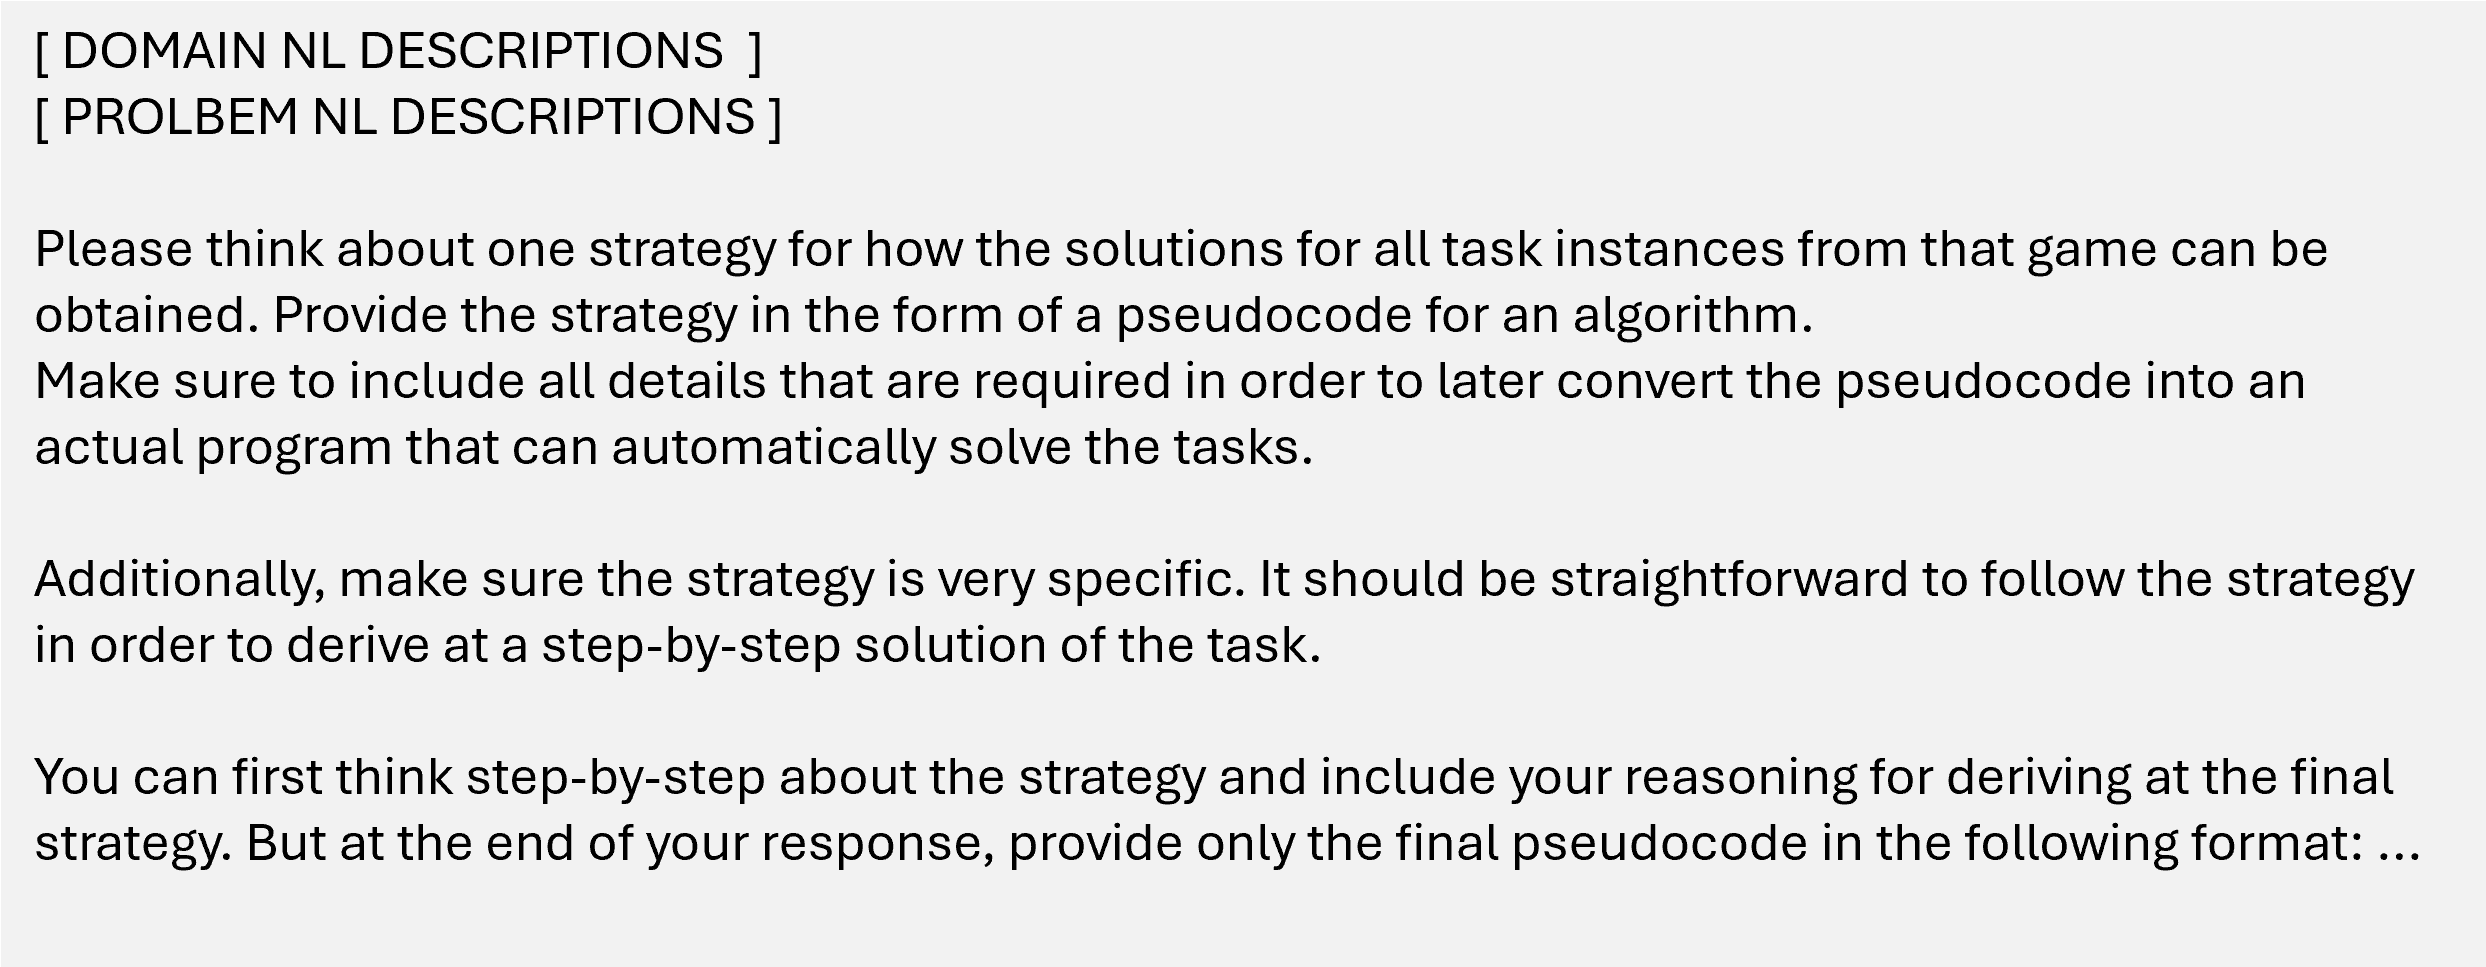 [ DOMAIN NL DESCRIPTIONS  ]
[ PROLBEM NL DESCRIPTIONS ]
Please think about one strategy for how the solutions for all task instances from that game can be
obtained. Provide the strategy in the form of a pseudocode for an algorithm.
Make sure to include all details that are required in order to later convert the pseudocode into an
actual program that can automatically solve the tasks.
Additionally, make sure the strategy is very specific. It should be straightforward to follow the strategy
in order to derive at a step-by-step solution of the task.
You can first think step-by-step about the strategy and include your reasoning for deriving at the final
strategy. But at the end of your response, provide only the final pseudocode in the following format: ...